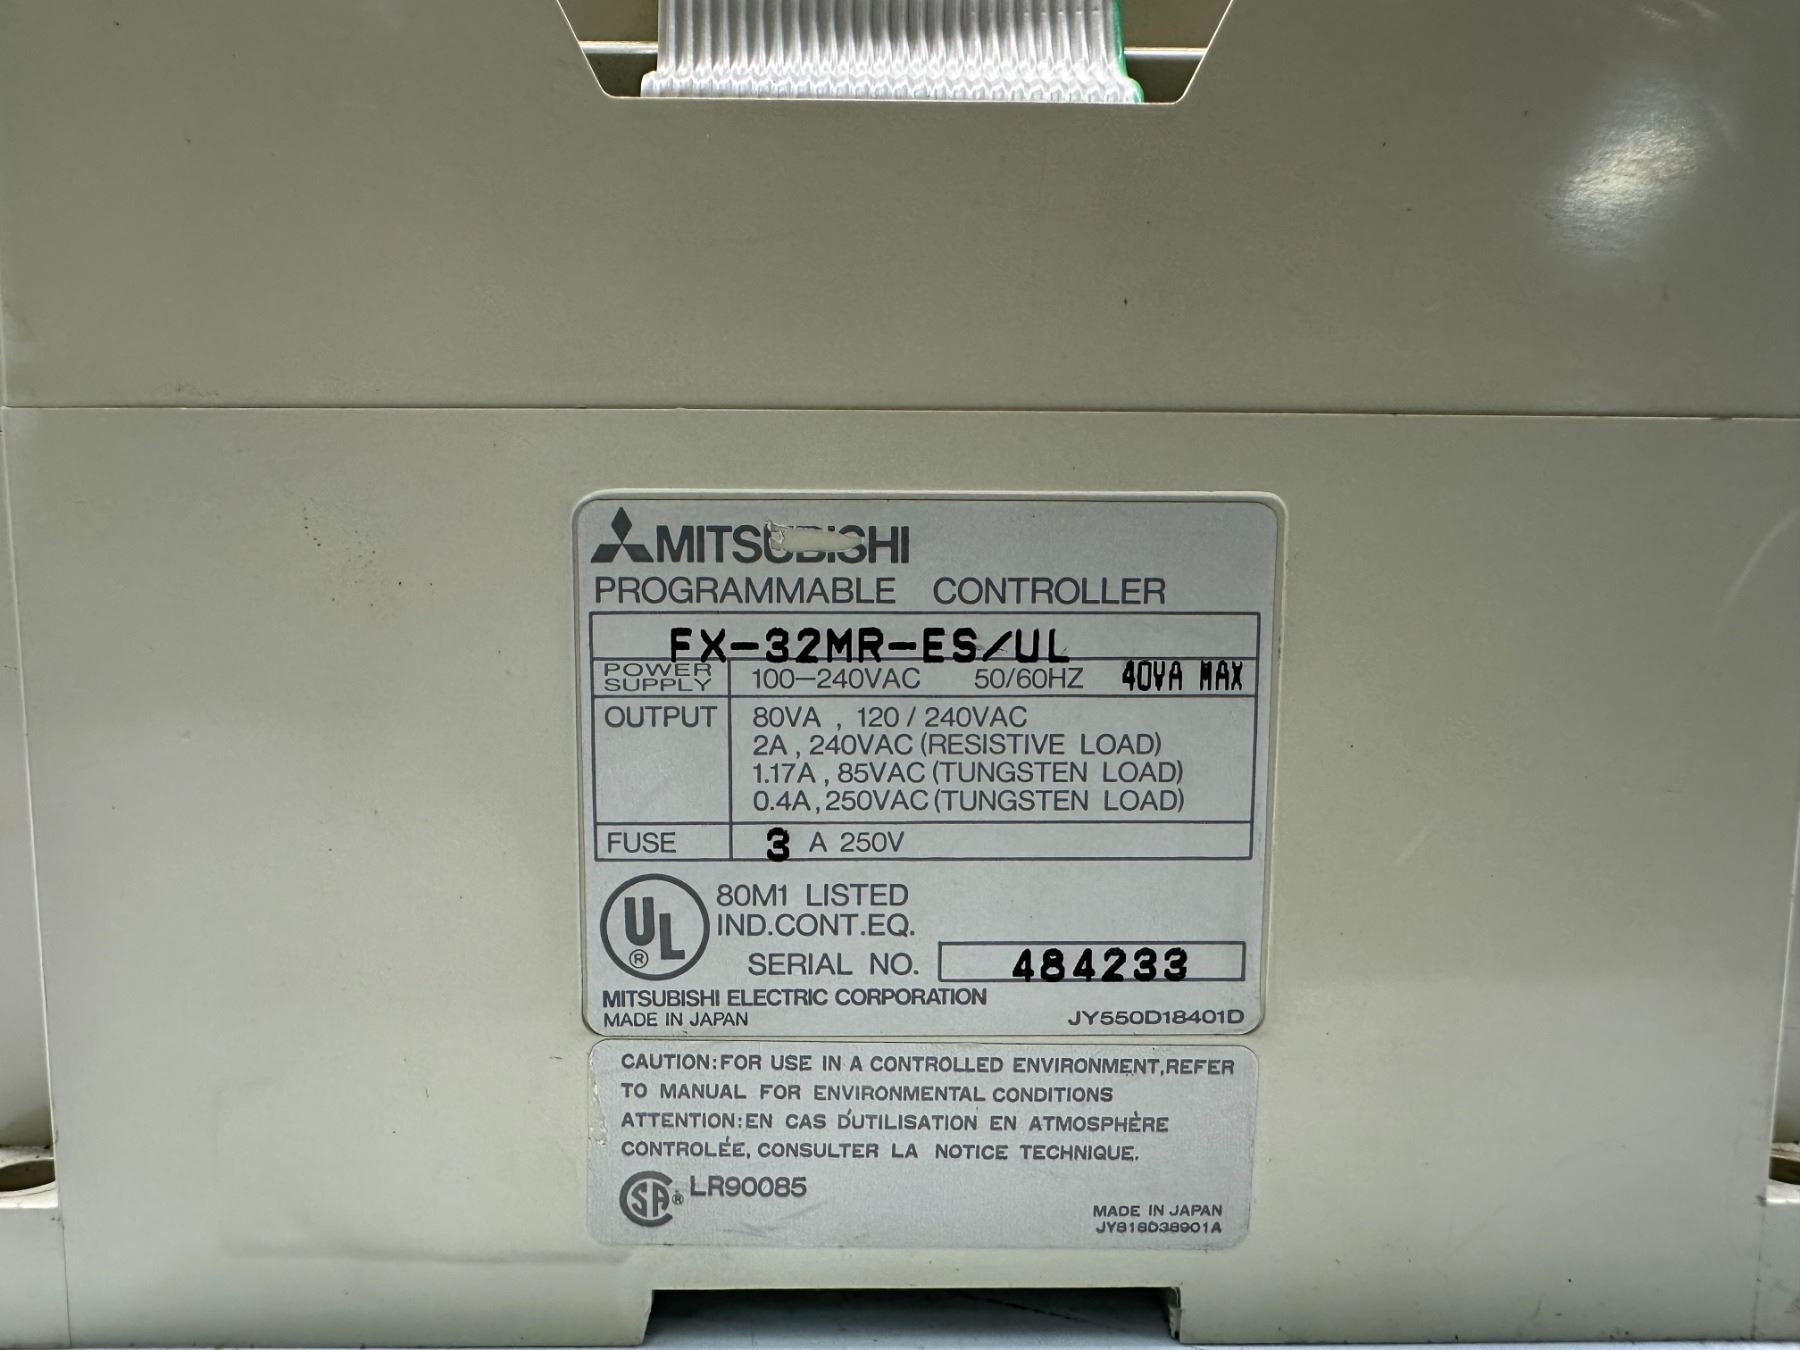 MITSUBISHI
PROGRAMMABLE CONTROLLER
FX-32MR-ES/UL
POWER SUPPLY 100-240VAC 50/60HZ 40VA MAX
OUTPUT 80VA, 120/240VAC
2A, 240VAC (RESISTIVE LOAD)
1.17A, 85VAC (TUNGSTEN LOAD)
0.4A, 250VAC (TUNGSTEN LOAD)
FUSE 3 A 250V
UL ® 80M1 LISTED
IND.CONT.EQ.
SERIAL NO. 484233
MITSUBISHI ELECTRIC CORPORATION
MADE IN JAPAN JY550D18401D
CAUTION:FOR USE IN A CONTROLLED ENVIRONMENT,REFER
TO MANUAL FOR ENVIRONMENTAL CONDITIONS
ATTENTION:EN CAS D'UTILISATION EN ATMOSPHÈRE
CONTROLÉE, CONSULTER LA NOTICE TECHNIQUE.
SA ® LR90085
MADE IN JAPAN
JY818D38901A